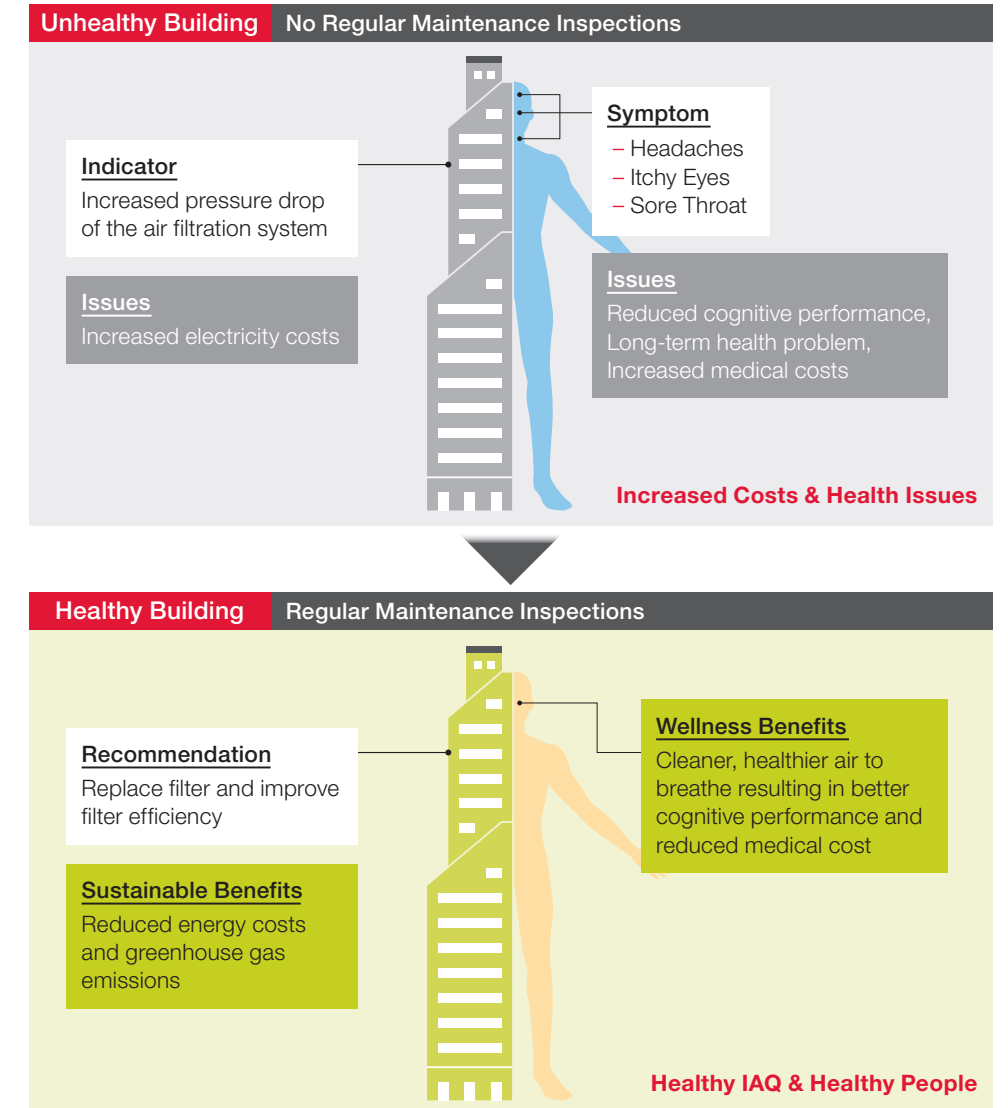 Unhealthy Building No Regular Maintenance Inspections
Indicator
Increased pressure drop
of the air filtration system
Issues
Increased electricity costs
Symptom
– Headaches
– Itchy Eyes
– Sore Throat
Issues
Reduced cognitive performance,
Long-term health problem,
Increased medical costs
Increased Costs & Health Issues
Healthy Building Regular Maintenance Inspections
Recommendation
Replace filter and improve
filter efficiency
Sustainable Benefits
Reduced energy costs
and greenhouse gas
emissions
Wellness Benefits
Cleaner, healthier air to
breathe resulting in better
cognitive performance and
reduced medical cost
Healthy IAQ & Healthy People